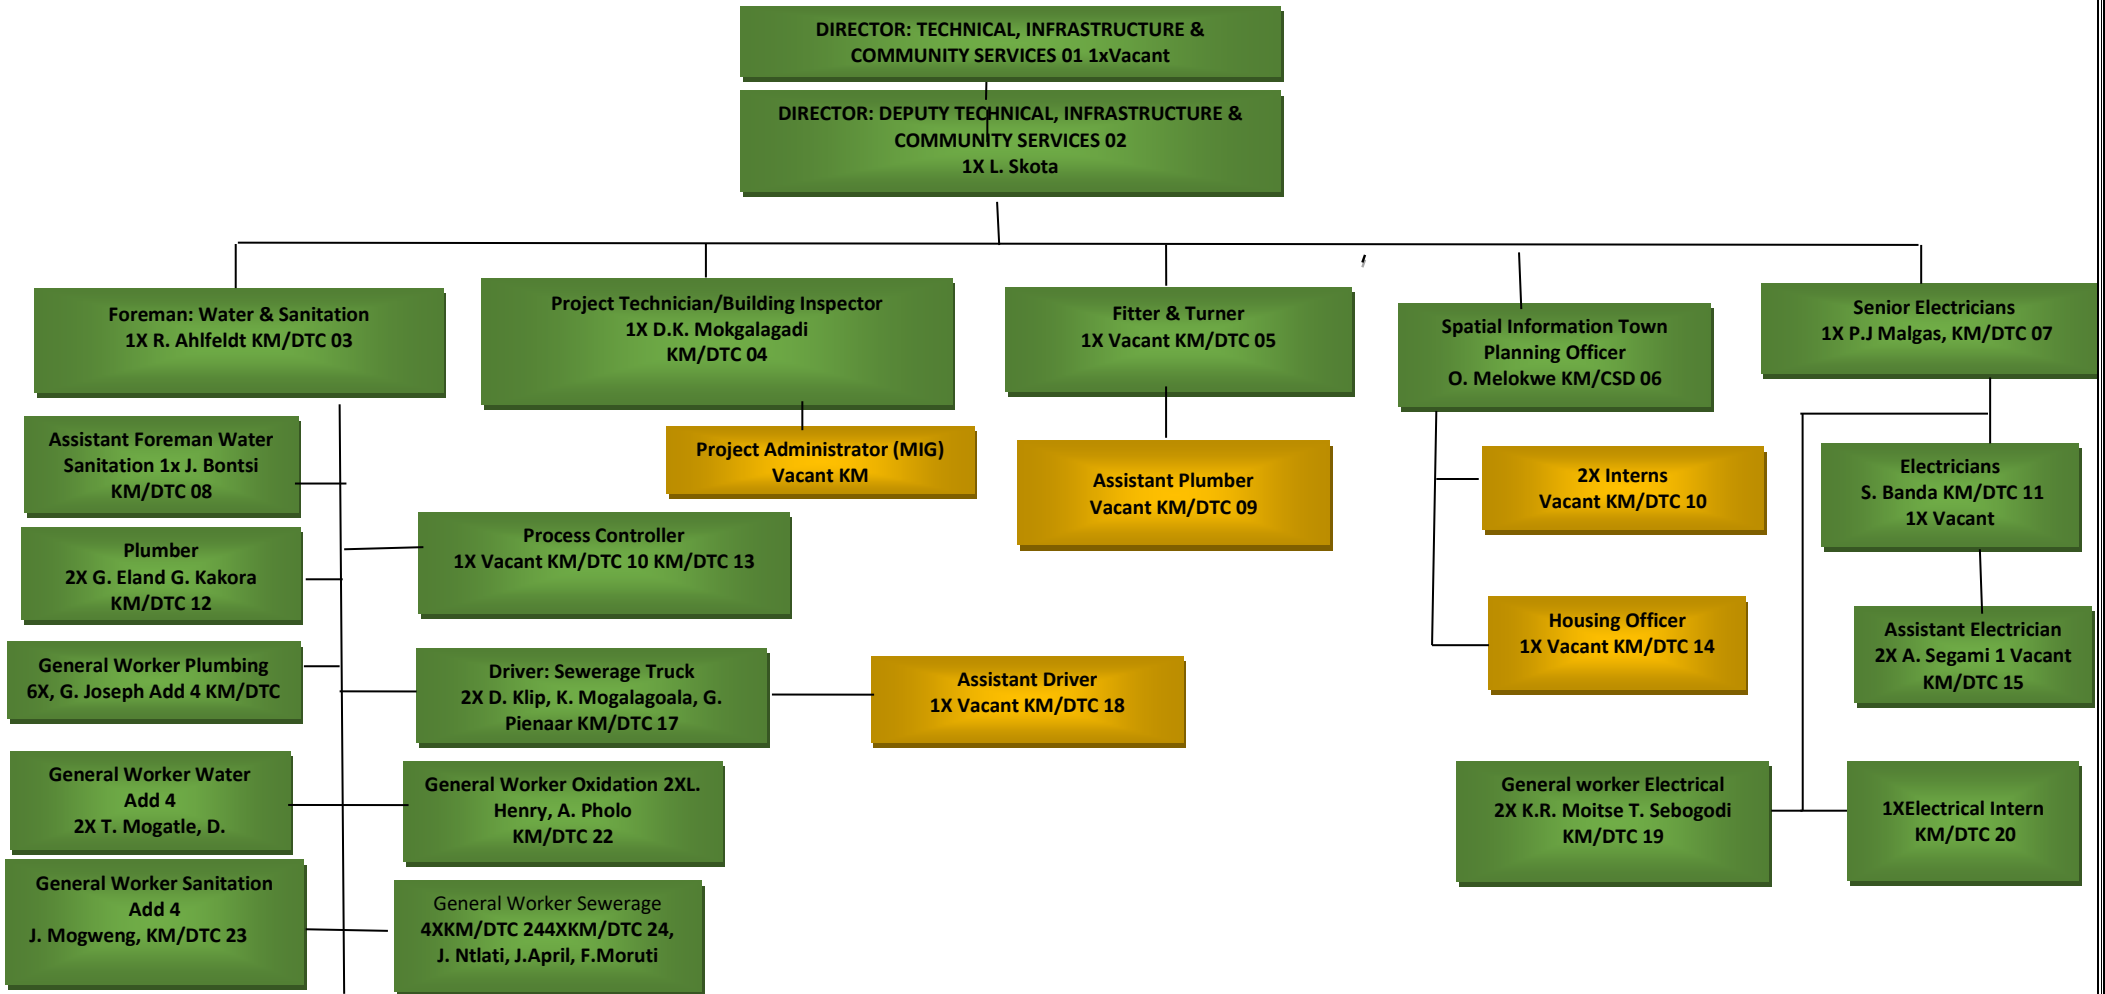 DIRECTOR: TECHNICAL, INFRASTRUCTURE &
COMMUNITY SERVICES 01 1xVacant
DIRECTOR: DEPUTY TECHNICAL, INFRASTRUCTURE &
COMMUNITY SERVICES 02
1X L. Skota
Foreman: Water & Sanitation
1X R. Ahlfeldt KM/DTC 03
Project Technician/Building Inspector
1X D.K. Mokgalagadi
KM/DTC 04
Fitter & Turner
1X Vacant KM/DTC 05
Spatial Information Town
Planning Officer
O. Melokwe KM/CSD 06
Senior Electricians
1X P.J Malgas, KM/DTC 07
Assistant Foreman Water
Sanitation 1x J. Bontsi
KM/DTC 08
Project Administrator (MIG)
Vacant KM
Assistant Plumber
Vacant KM/DTC 09
2X Interns
Vacant KM/DTC 10
Electricians
S. Banda KM/DTC 11
1X Vacant
Plumber
2X G. Eland G. Kakora
KM/DTC 12
Process Controller
1X Vacant KM/DTC 10 KM/DTC 13
Housing Officer
1X Vacant KM/DTC 14
Assistant Electrician
2X A. Segami 1 Vacant
KM/DTC 15
General Worker Plumbing
6X, G. Joseph Add 4 KM/DTC
Driver: Sewerage Truck
2X D. Klip, K. Mogalagoala, G.
Pienaar KM/DTC 17
Assistant Driver
1X Vacant KM/DTC 18
General Worker Water
Add 4
2X T. Mogatle, D.
General Worker Oxidation 2XL.
Henry, A. Pholo
KM/DTC 22
General worker Electrical
2X K.R. Moitse T. Sebogodi
KM/DTC 19
1XElectrical Intern
KM/DTC 20
General Worker Sanitation
Add 4
J. Mogweng, KM/DTC 23
General Worker Sewerage
4XKM/DTC 244XKM/DTC 24,
J. Ntlati, J.April, F.Moruti